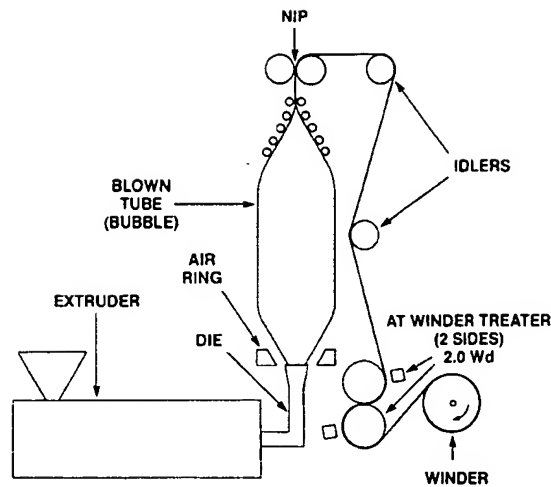 NIP
IDLERS
BLOWN
TUBE
(BUBBLE)
AIR
RING
EXTRUDER
DIE
AT WINDER TREATER
(2 SIDES)
2.0 Wd
WINDER